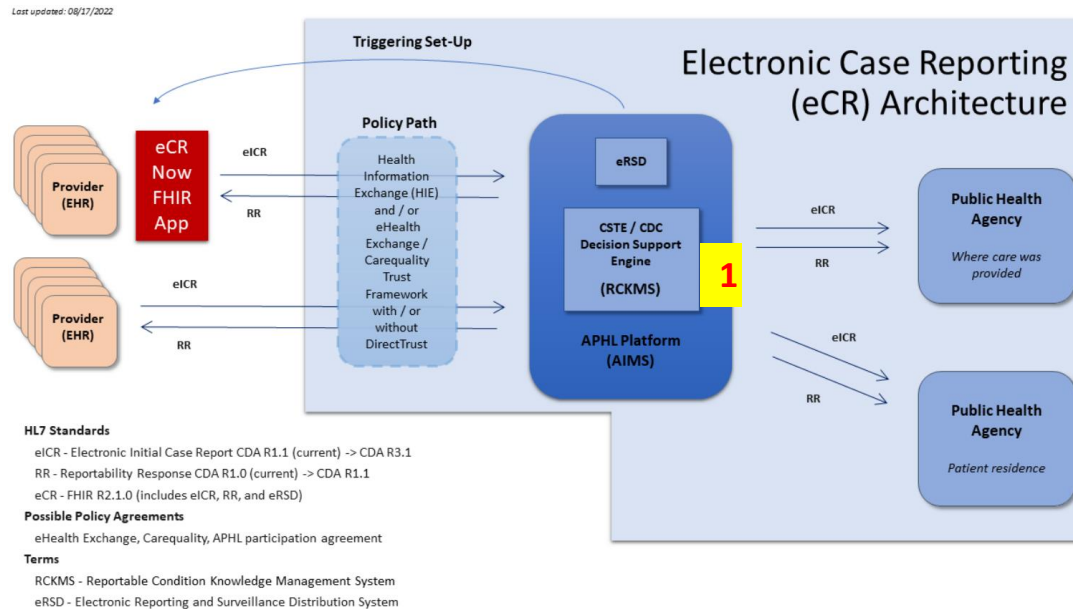 Last updated: 08/17/2022
Triggering Set-Up
Electronic Case Reporting
(eCR) Architecture
Provider
(EHR)
eCR
Now
FHIR
App
eICR
RR
Policy Path
Health
Information
Exchange (HIE)
and / or
eHealth
Exchange /
Carequality
Trust
Framework
with / or
without
DirectTrust
eRSD
CSTE / CDC
Decision Support
Engine
(RCKMS)
1
APHL Platform
(AIMS)
eICR
RR
Public Health
Agency
Where care was
provided
Provider
(EHR)
eICR
RR
eICR
RR
Public Health
Agency
Patient residence
HL7 Standards
eICR - Electronic Initial Case Report CDA R1.1 (current) -> CDA R3.1
RR - Reportability Response CDA R1.0 (current) -> CDA R1.1
eCR - FHIR R2.1.0 (includes eICR, RR, and eRSD)
Possible Policy Agreements
eHealth Exchange, Carequality, APHL participation agreement
Terms
RCKMS - Reportable Condition Knowledge Management System
eRSD - Electronic Reporting and Surveillance Distribution System